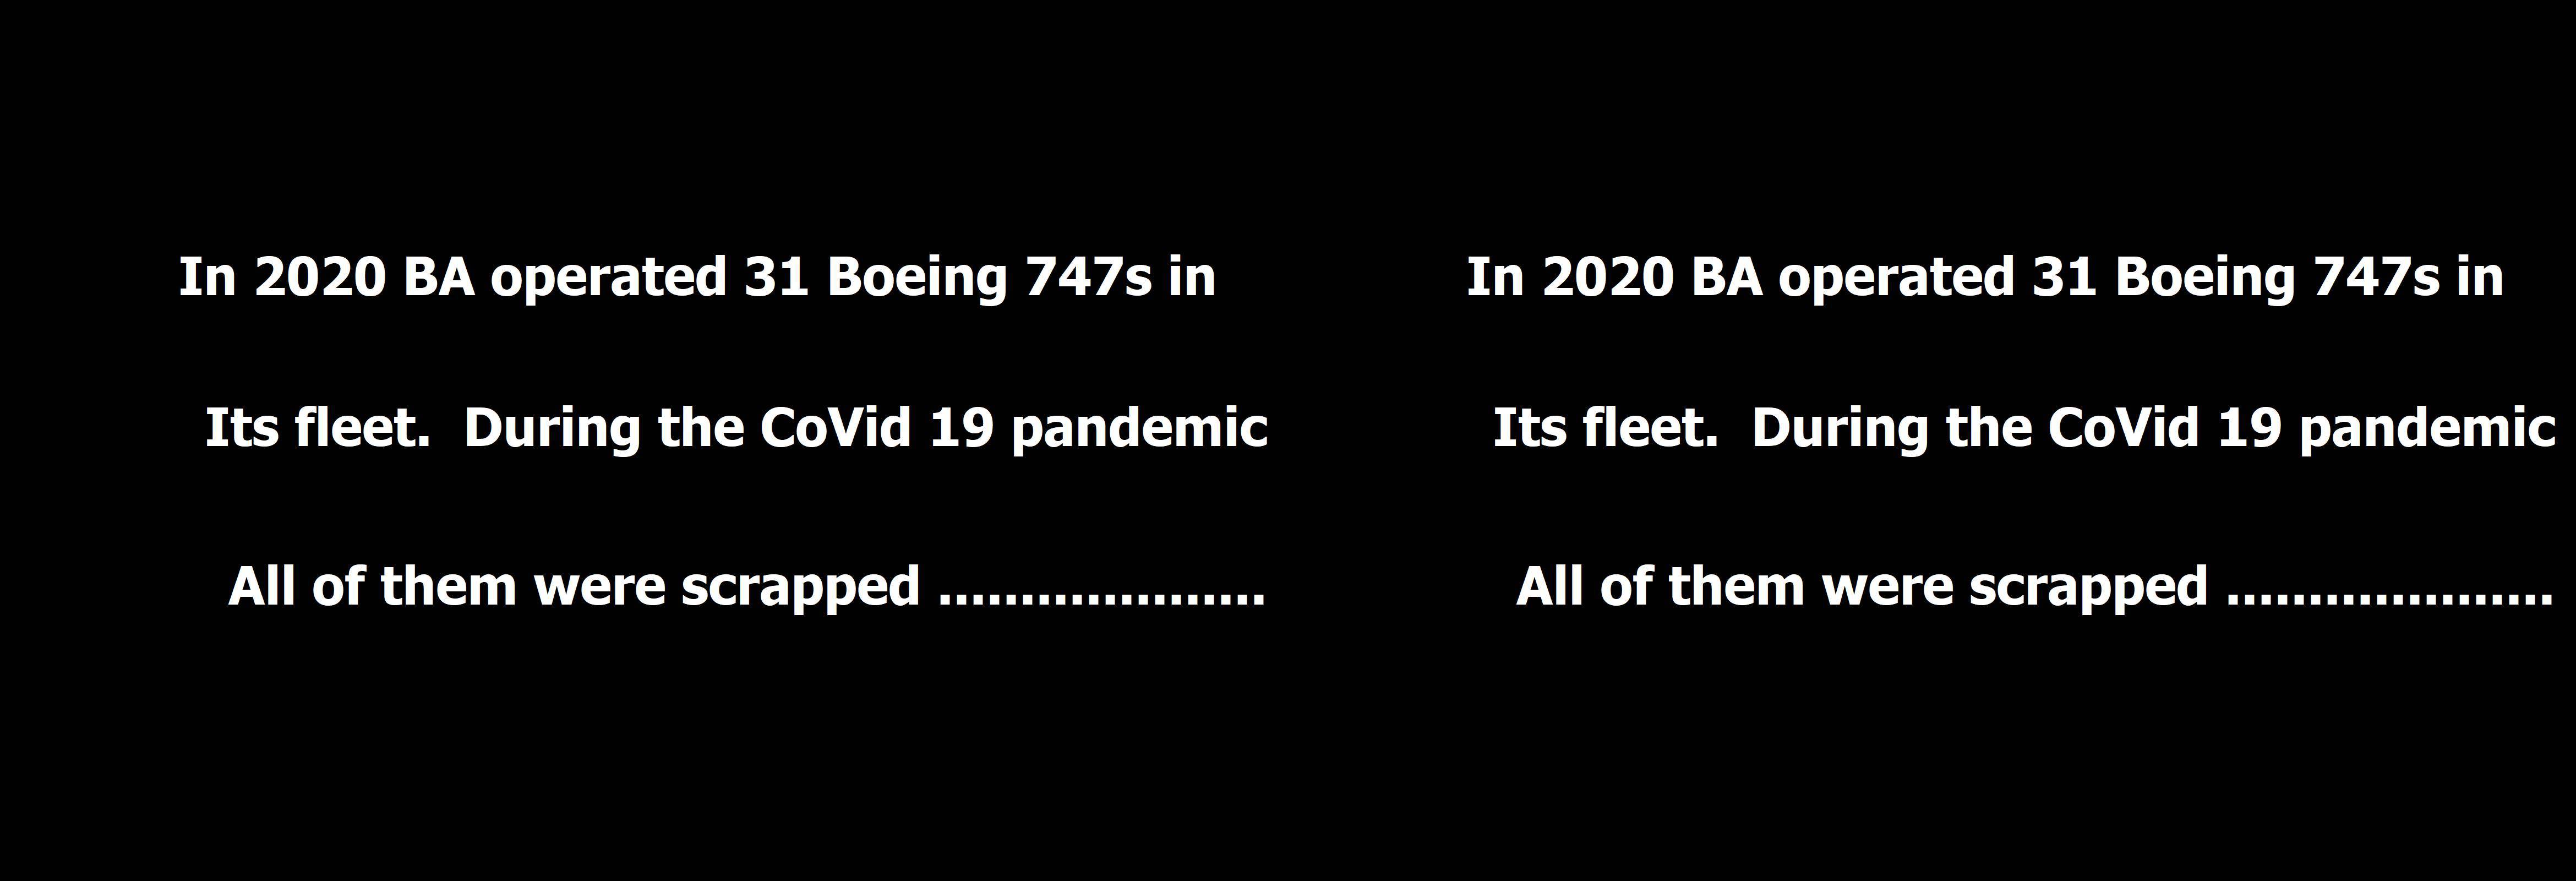 In 2020 BA operated 31 Boeing 747s in
Its fleet.  During the CoVid 19 pandemic
All of them were scrapped ....................
In 2020 BA operated 31 Boeing 747s in
Its fleet.  During the CoVid 19 pandemic
All of them were scrapped ....................